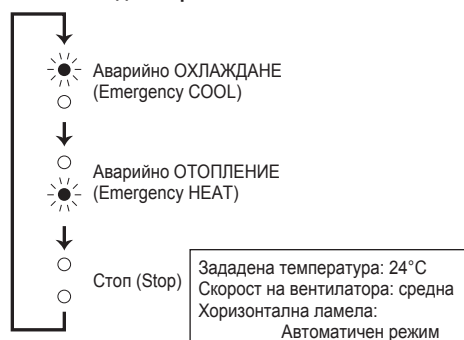 Аварийно ОХЛАЖДАНЕ
(Emergency COOL)
Аварийно ОТОПЛЕНИЕ
(Emergency HEAT)
Стоп (Stop)
Зададена температура: 24°C
Скорост на вентилатора: средна
Хоризонтална ламела:
Автоматичен режим